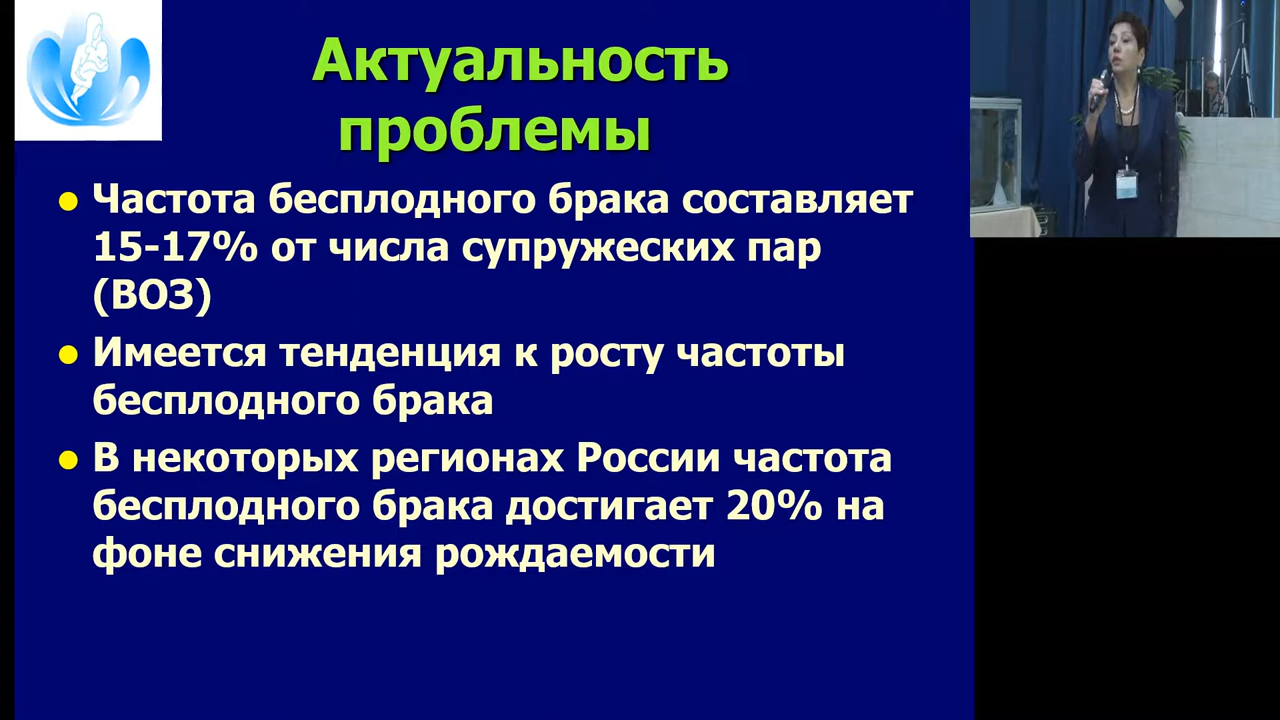 Актуальность
проблемы
Частота бесплодного брака составляет
15-17% от числа супружеских пар
(ВОЗ)
Имеется тенденция к росту частоты
бесплодного брака
В некоторых регионах России частота
бесплодного брака достигает 20% на
фоне снижения рождаемости